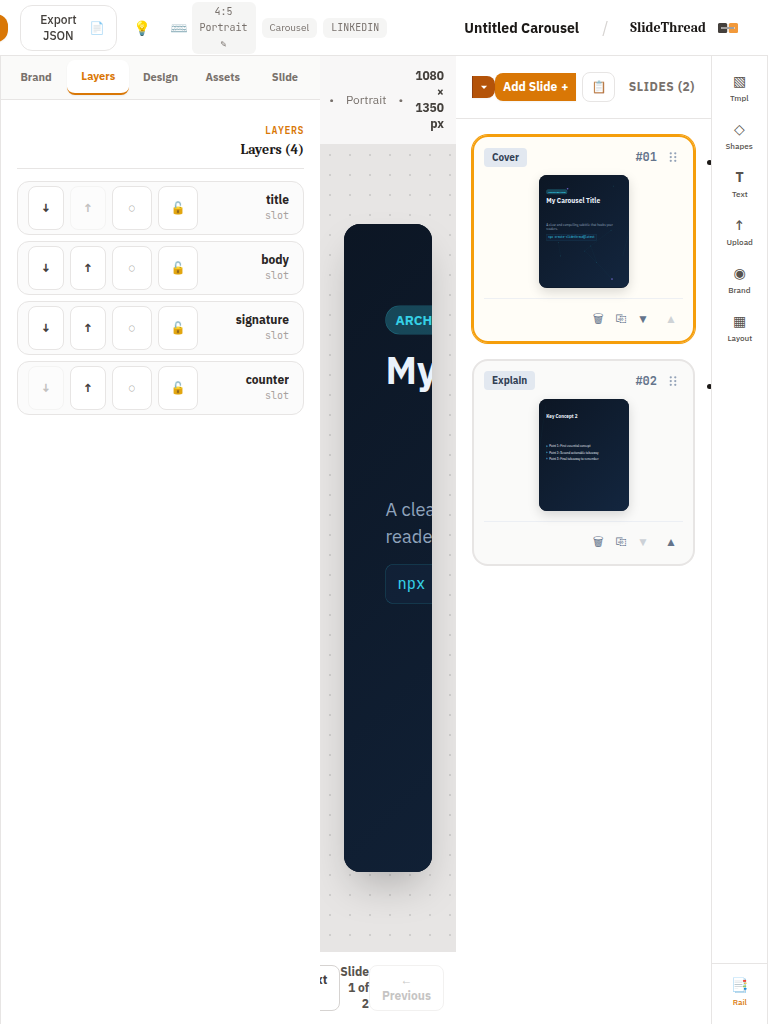 SlideThread
/
Untitled Carousel
LINKEDIN
Carousel
4:5
Portrait
✎
Export
JSON
Tmpl
Shapes
Text
Upload
Brand
Layout
Rail
SLIDES (2)
Add Slide +
#01
Cover
My Carousel Title
#02
Explain
Key Concept 2
1080
×
1350
px
• Portrait •
ARCH
My
A clea
reade
npx
← Previous
Slide
1 of
2
xt
Slide
Assets
Design
Layers
Brand
LAYERS
Layers (4)
title
slot
body
slot
signature
slot
counter
slot